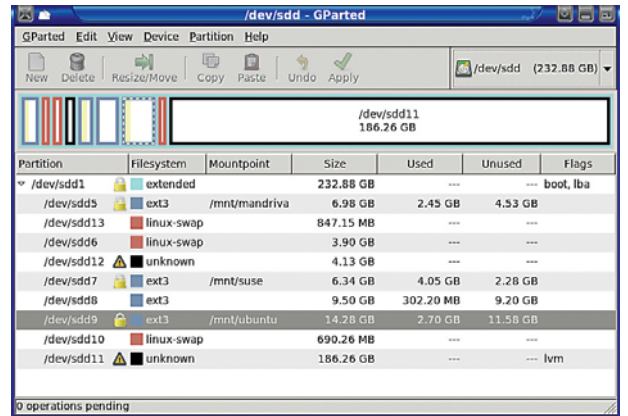 /dev/sdd - GParted
GParted Edit View Device Partition Help
New Delete Resize/Move Copy Paste Undo Apply /dev/sdd (232.88 GB)
/dev/sdd11
186.26 GB
Partition Filesystem Mountpoint Size Used Unused Flags
/dev/sdd1 extended 232.88 GB --- --- boot, lba
/dev/sdd5 ext3 /mnt/mandriva 6.98 GB 2.45 GB 4.53 GB
/dev/sdd13 linux-swap 847.15 MB --- ---
/dev/sdd6 linux-swap 3.90 GB --- ---
/dev/sdd12 unknown 4.13 GB --- ---
/dev/sdd7 ext3 /mnt/suse 6.34 GB 4.05 GB 2.28 GB
/dev/sdd8 ext3 9.50 GB 302.20 MB 9.20 GB
/dev/sdd9 ext3 /mnt/ubuntu 14.28 GB 2.70 GB 11.58 GB
/dev/sdd10 linux-swap 690.26 MB --- ---
/dev/sdd11 unknown 186.26 GB --- --- lvm
0 operations pending